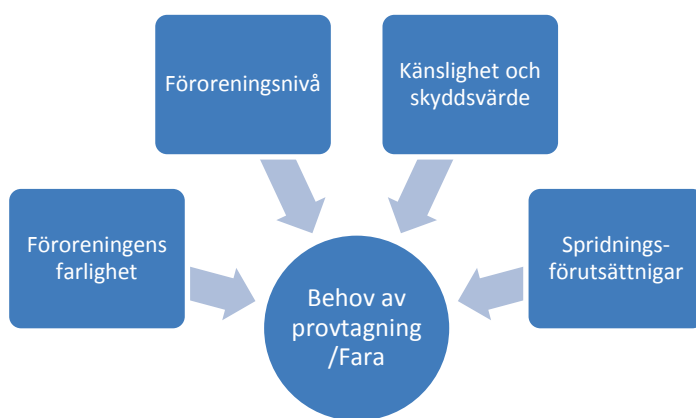 Föroreningsnivå
Känslighet och
skyddsvärde
Föroreningens
farlighet
Spridnings-
förutsättnigar
Behov av
provtagning
/Fara